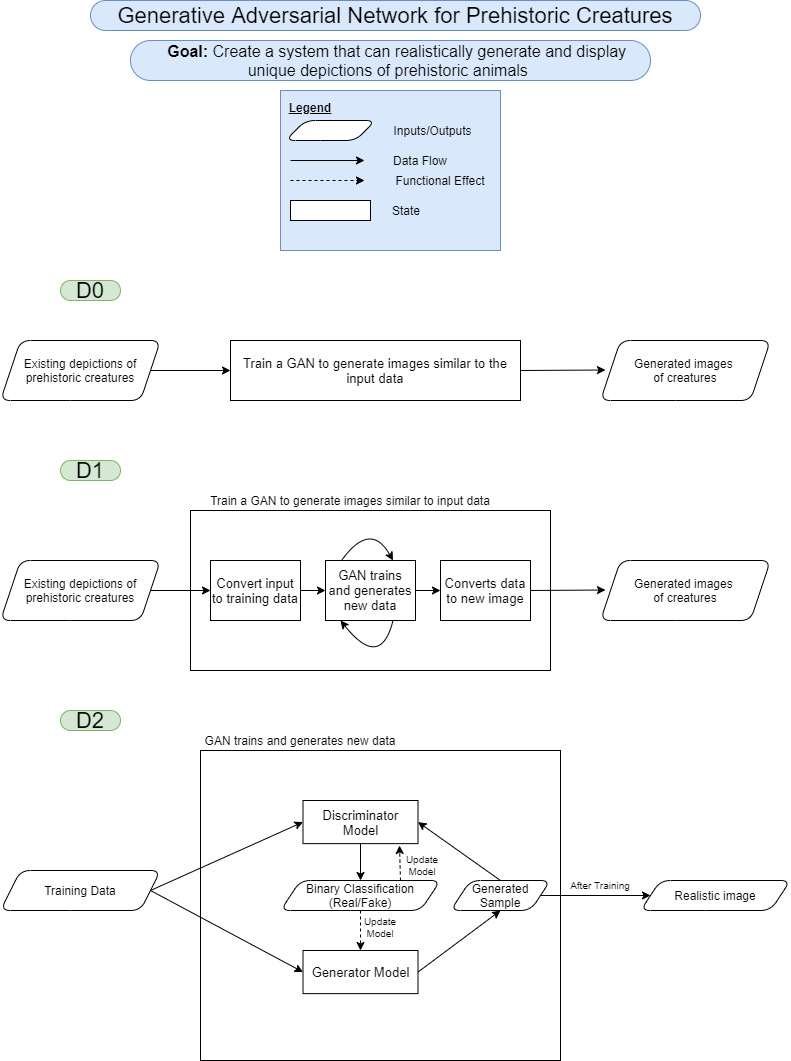 Generative Adversarial Network for Prehistoric Creatures
Goal: Create a system that can realistically generate and display
unique depictions of prehistoric animals
Legend
Inputs/Outputs
Data Flow
Functional Effect
State
D0
Existing depictions of
prehistoric creatures
Train a GAN to generate images similar to the
input data
Generated images
of creatures
D1
Train a GAN to generate images similar to input data
Existing depictions of
prehistoric creatures
Convert input
to training data
GAN trains
and generates
new data
Converts data
to new image
Generated images
of creatures
D2
GAN trains and generates new data
Discriminator
Model
Update
Model
Training Data
Binary Classification
(Real/Fake)
Generated
Sample
After Training
Realistic image
Update
Model
Generator Model